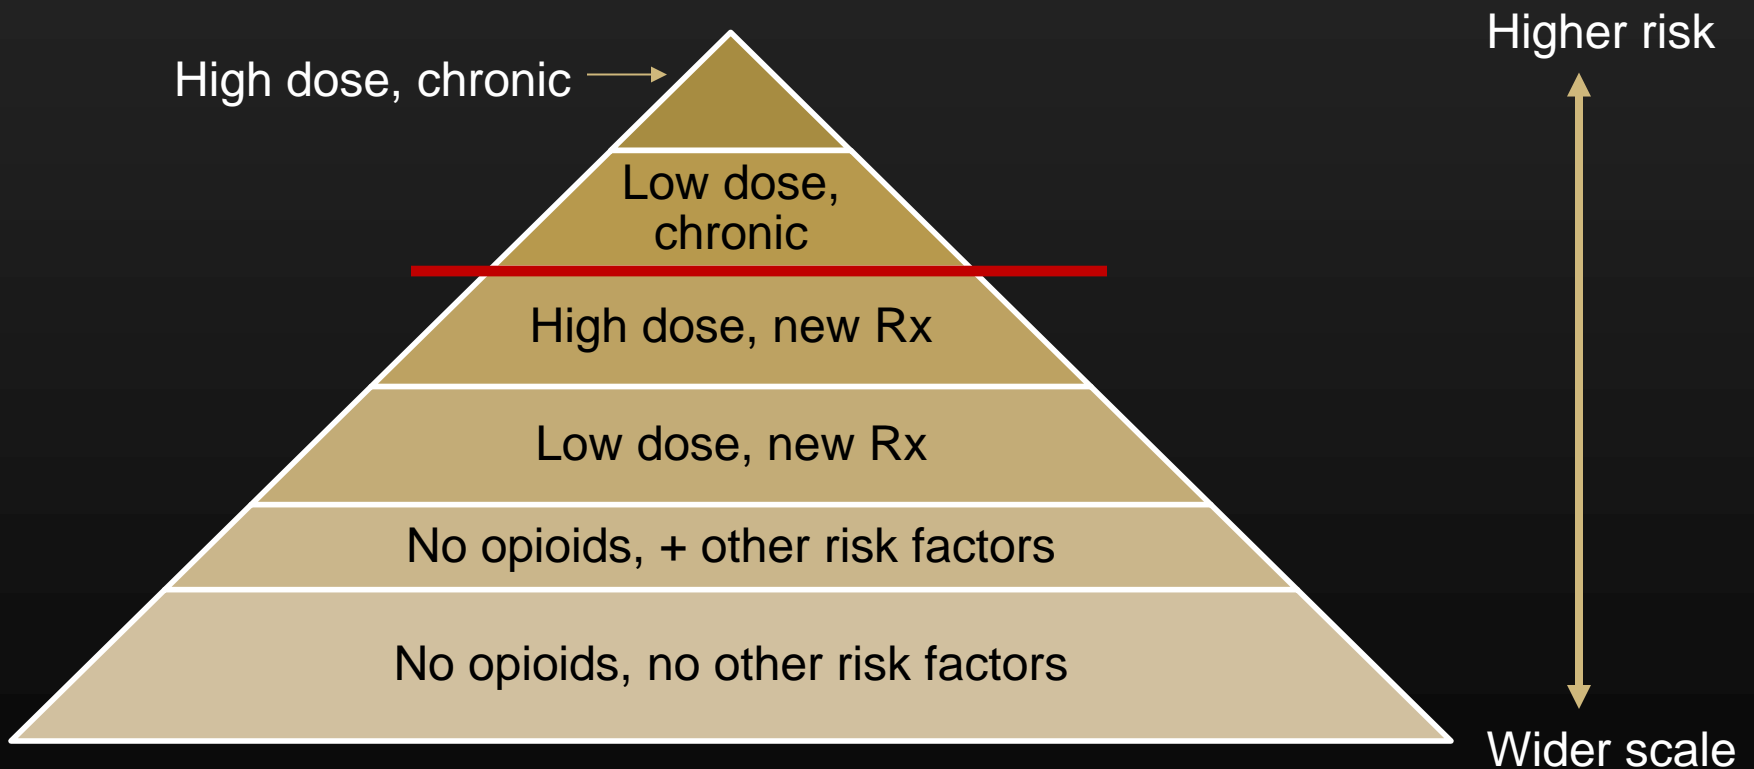 Higher risk
High dose, chronic
Low dose,
chronic
High dose, new Rx
Low dose, new Rx
No opioids, + other risk factors
No opioids, no other risk factors
Wider scale